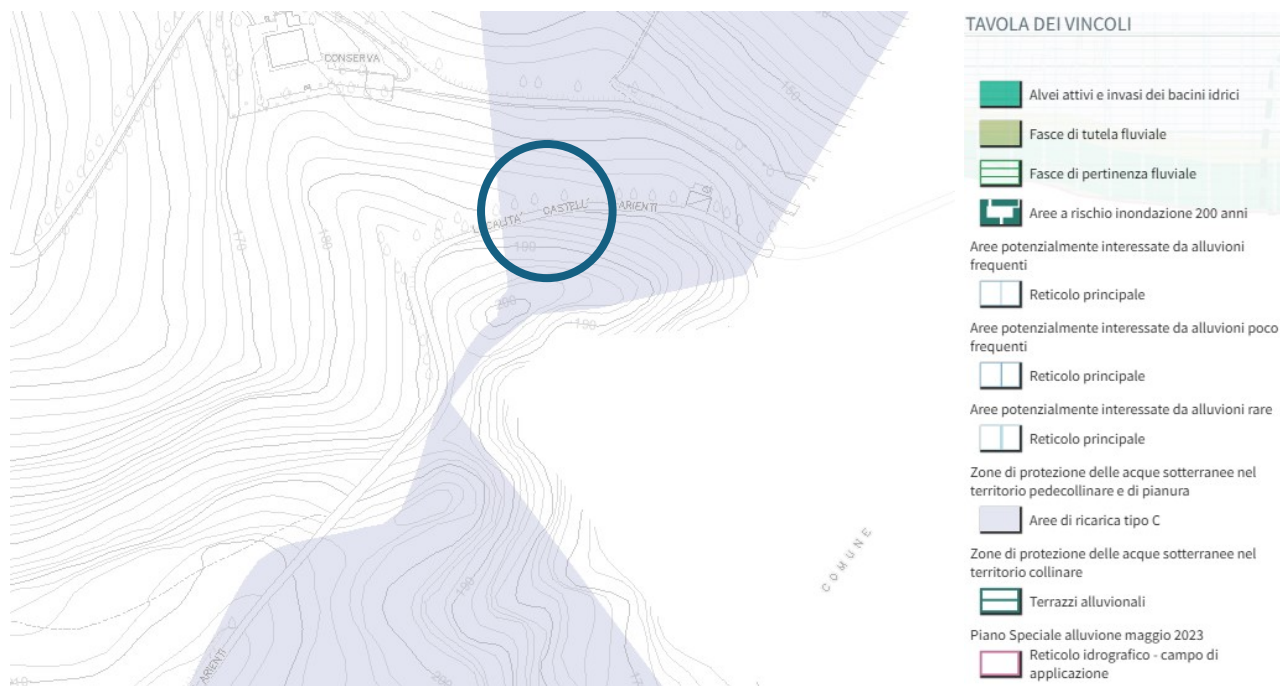 TAVOLA DEI VINCOLI
CONSERVA
160
Alvei attivi e invasi dei bacini idrici
Fasce di tutela fluviale
Fasce di pertinenza fluviale
Aree a rischio inondazione 200 anni
LOCALITA' CASTELL' ARIENTI
170
180
190
Aree potenzialmente interessate da alluvioni
frequenti
Reticolo principale
200
190
Aree potenzialmente interessate da alluvioni poco
frequenti
Reticolo principale
Aree potenzialmente interessate da alluvioni rare
Reticolo principale
Zone di protezione delle acque sotterranee nel
territorio pedecollinare e di pianura
Aree di ricarica tipo C
COMUNE
Zone di protezione delle acque sotterranee nel
territorio collinare
190
Terrazzi alluvionali
Piano Speciale alluvione maggio 2023
Reticolo idrografico - campo di
applicazione
ARIENTI
200